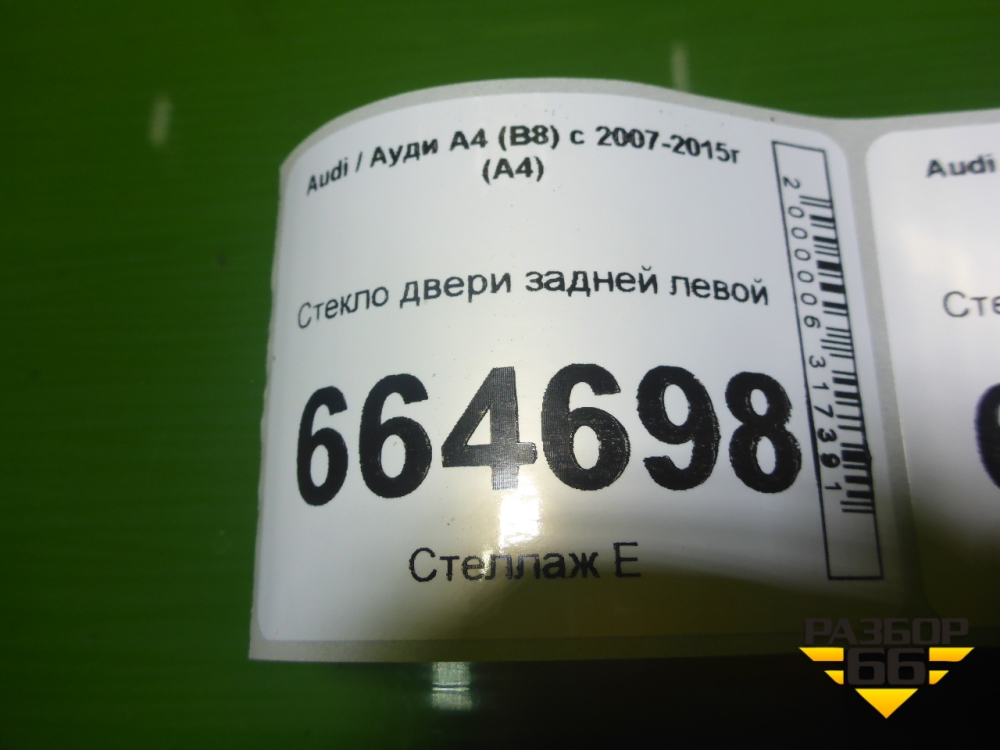 Audi / Ауди А4 (B8) с 2007-2015г
(A4)
Стекло двери задней левой
664698
Стеллаж Е
2000006317391
Audi
Сте
РАЗБОР
66